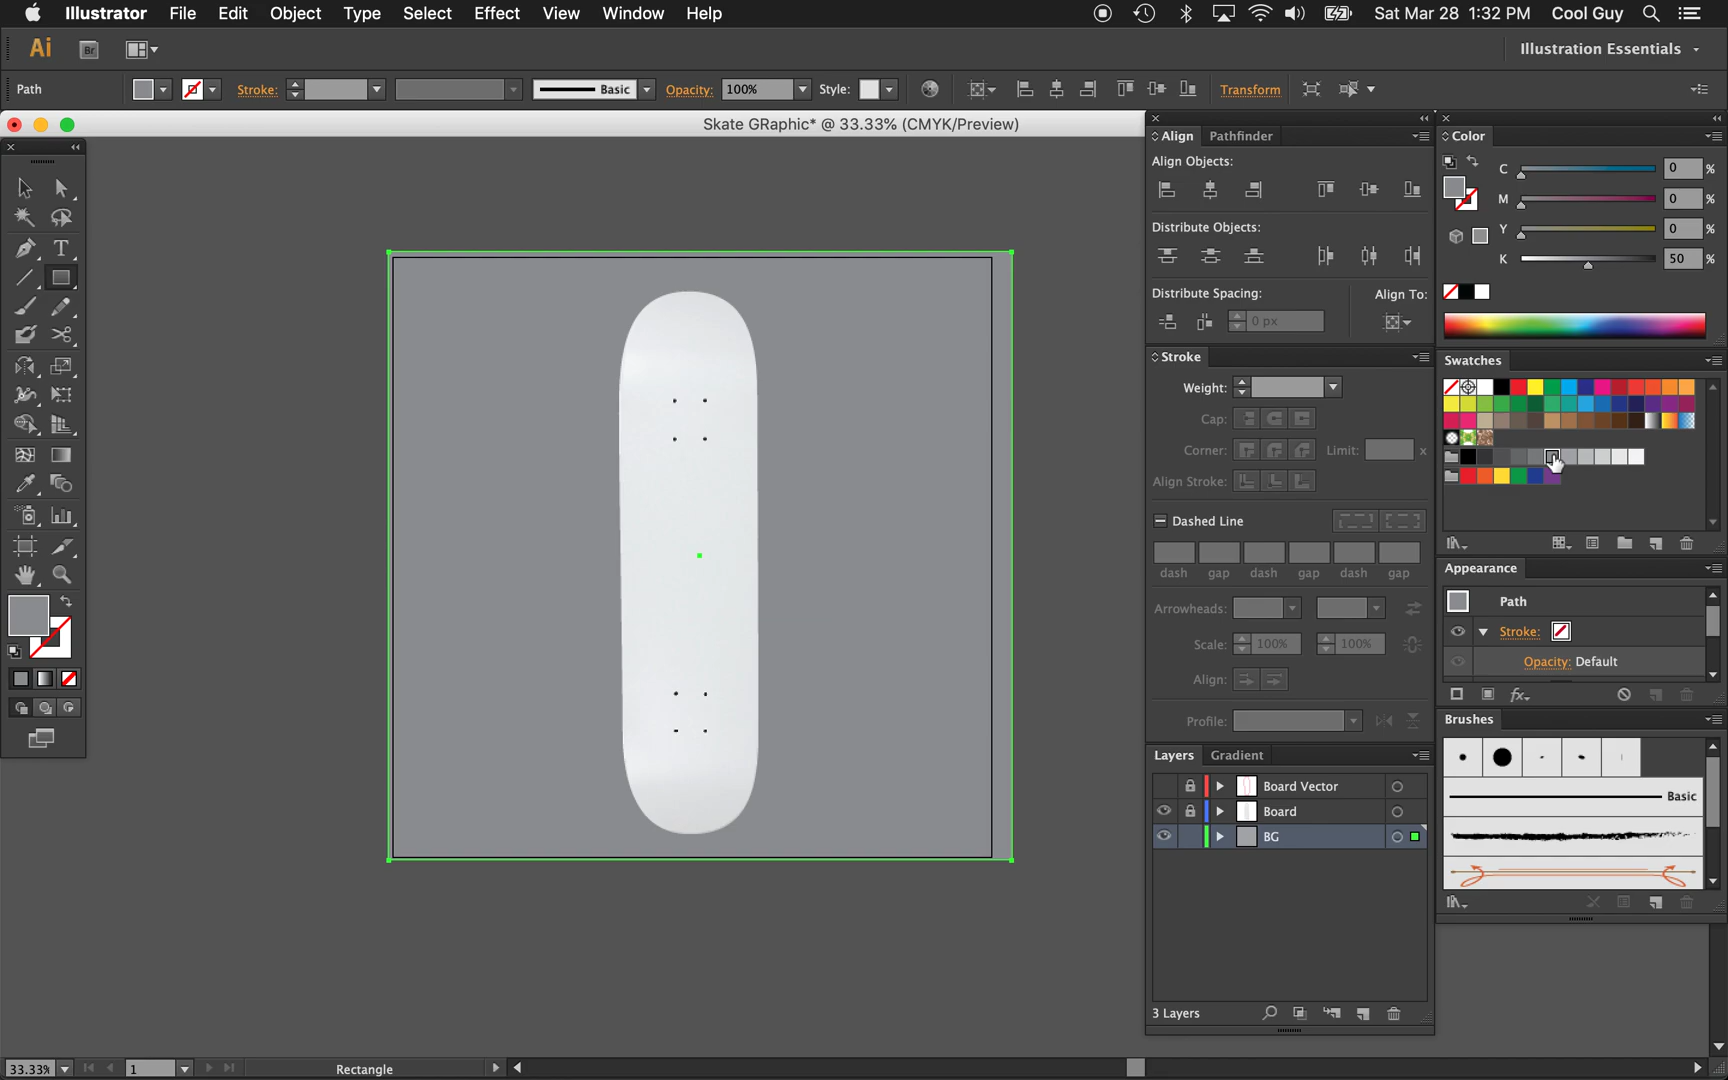 Illustrator File Edit Object Type Select Effect View Window Help Sat Mar 28 1:32 PM Cool Guy
Ai Br Illustration Essentials
Path Stroke: Basic Opacity: 100% Style: Transform
Skate GRaphic* @ 33.33% (CMYK/Preview)
Align Pathfinder
Align Objects:
Distribute Objects:
Distribute Spacing: Align To:
0 px
Stroke
Weight:
Cap:
Corner: Limit: x
Align Stroke:
Dashed Line
dash gap dash gap dash gap
Arrowheads:
Scale: 100% 100%
Align:
Profile:
Layers Gradient
Board Vector
Board
BG
3 Layers
Color
C 0 %
M 0 %
Y 0 %
K 50 %
Swatches
Appearance
Path
Stroke:
Opacity: Default
fx
Brushes
Basic
T
33.33% 1 Rectangle